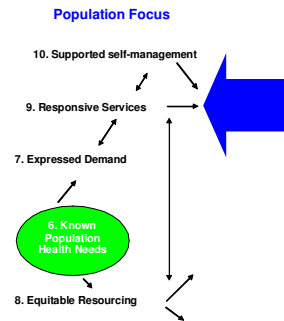 Population Focus
10. Supported self-management
9. Responsive Services
7. Expressed Demand
6. Known
Population
Health Needs
8. Equitable Resourcing